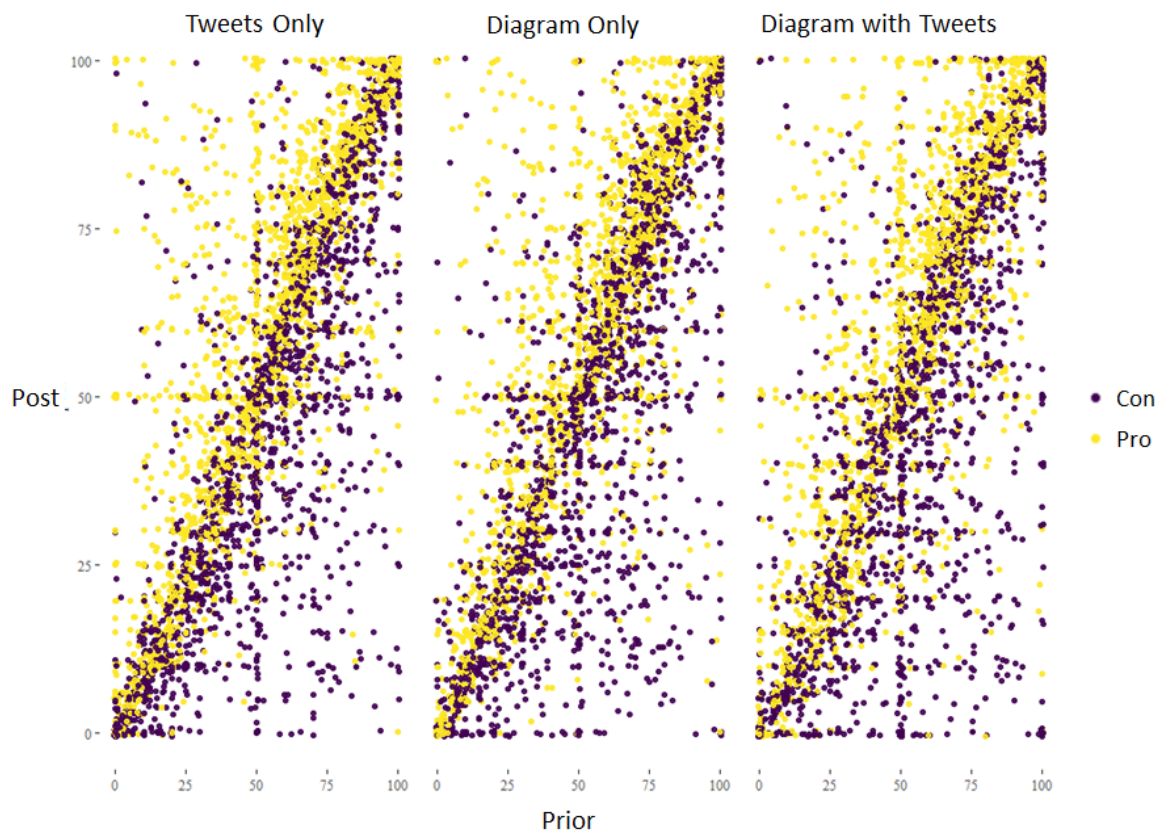 Tweets Only
Diagram Only
Diagram with Tweets
100
75
Post
50
25
0
Con
Pro
0 25 50 75 100
0 25 50 75 100
0 25 50 75 100
Prior